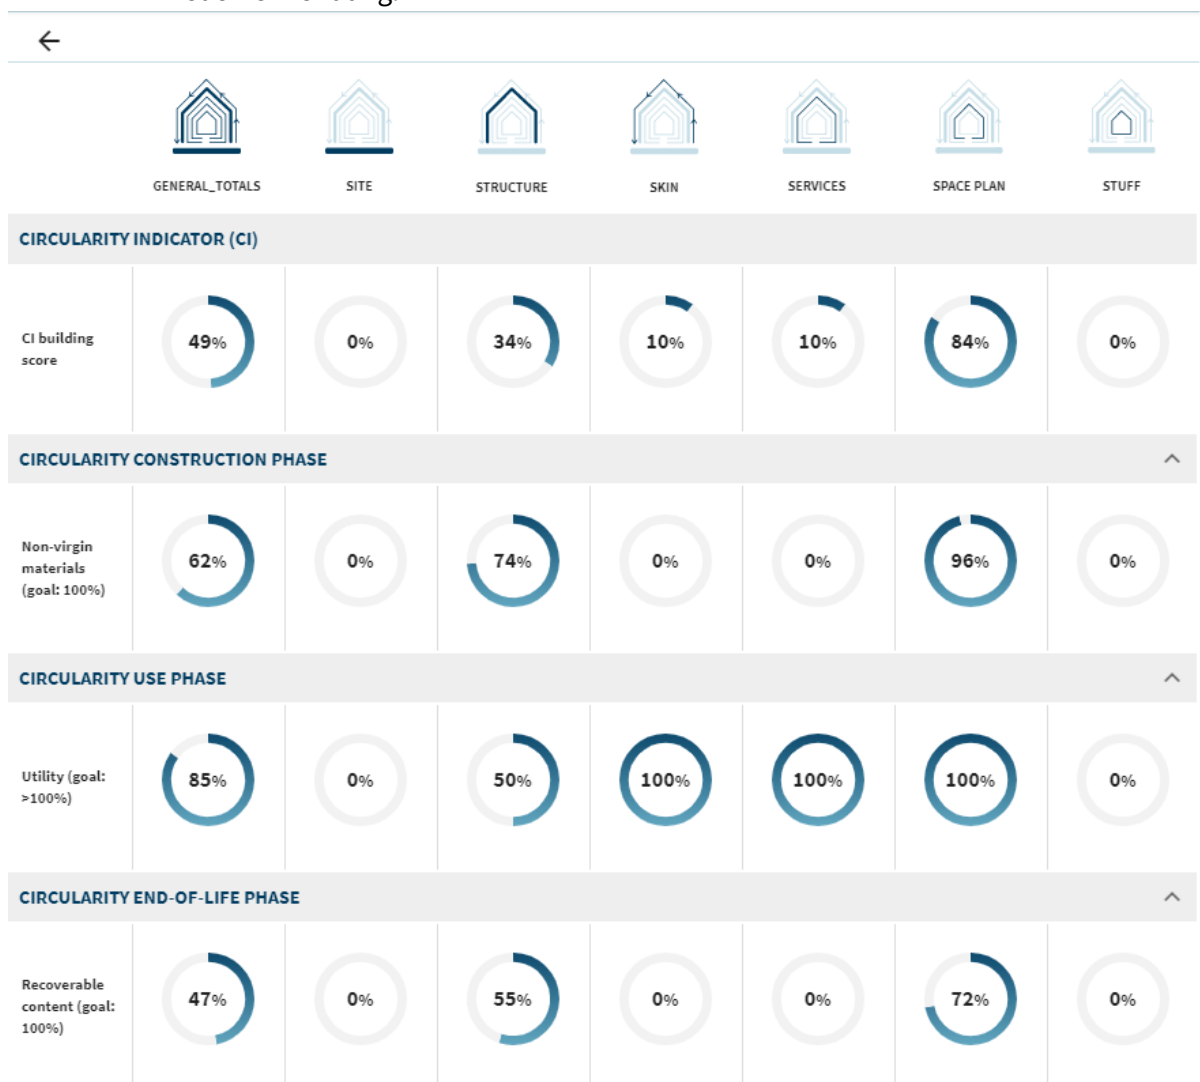 GENERAL_TOTALS SITE STRUCTURE SKIN SERVICES SPACE PLAN STUFF
CIRCULARITY INDICATOR (CI)
CI building
score
49% 0% 34% 10% 10% 84% 0%
CIRCULARITY CONSTRUCTION PHASE
Non-virgin
materials
(goal: 100%)
62% 0% 74% 0% 0% 96% 0%
CIRCULARITY USE PHASE
Utility (goal:
>100%)
85% 0% 50% 100% 100% 100% 0%
CIRCULARITY END-OF-LIFE PHASE
Recoverable
content (goal:
100%)
47% 0% 55% 0% 0% 72% 0%